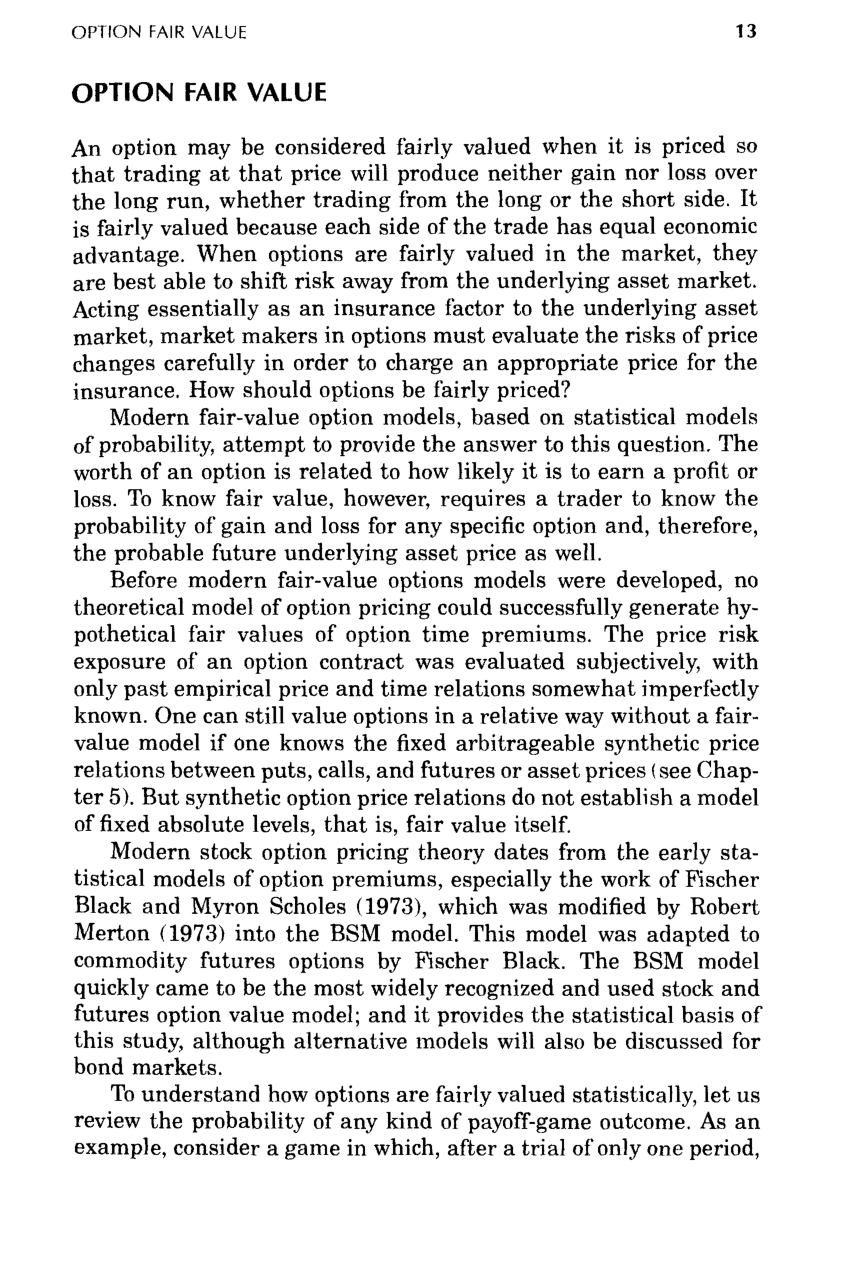 OPTION FAIR VALUE 13
OPTION FAIR VALUE
An option may be considered fairly valued when it is priced so
that trading at that price will produce neither gain nor loss over
the long run, whether trading from the long or the short side. It
is fairly valued because each side of the trade has equal economic
advantage. When options are fairly valued in the market, they
are best able to shift risk away from the underlying asset market.
Acting essentially as an insurance factor to the underlying asset
market, market makers in options must evaluate the risks of price
changes carefully in order to charge an appropriate price for the
insurance. How should options be fairly priced?
Modern fair-value option models, based on statistical models
of probability, attempt to provide the answer to this question. The
worth of an option is related to how likely it is to earn a profit or
loss. To know fair value, however, requires a trader to know the
probability of gain and loss for any specific option and, therefore,
the probable future underlying asset price as well.
Before modern fair-value options models were developed, no
theoretical model of option pricing could successfully generate hy-
pothetical fair values of option time premiums. The price risk
exposure of an option contract was evaluated subjectively, with
only past empirical price and time relations somewhat imperfectly
known. One can still value options in a relative way without a fair-
value model if one knows the fixed arbitrageable synthetic price
relations between puts, calls, and futures or asset prices (see Chap-
ter 5). But synthetic option price relations do not establish a model
of fixed absolute levels, that is, fair value itself.
Modern stock option pricing theory dates from the early sta-
tistical models of option premiums, especially the work of Fischer
Black and Myron Scholes (1973), which was modified by Robert
Merton (1973) into the BSM model. This model was adapted to
commodity futures options by Fischer Black. The BSM model
quickly came to be the most widely recognized and used stock and
futures option value model; and it provides the statistical basis of
this study, although alternative models will also be discussed for
bond markets.
To understand how options are fairly valued statistically, let us
review the probability of any kind of payoff-game outcome. As an
example, consider a game in which, after a trial of only one period,